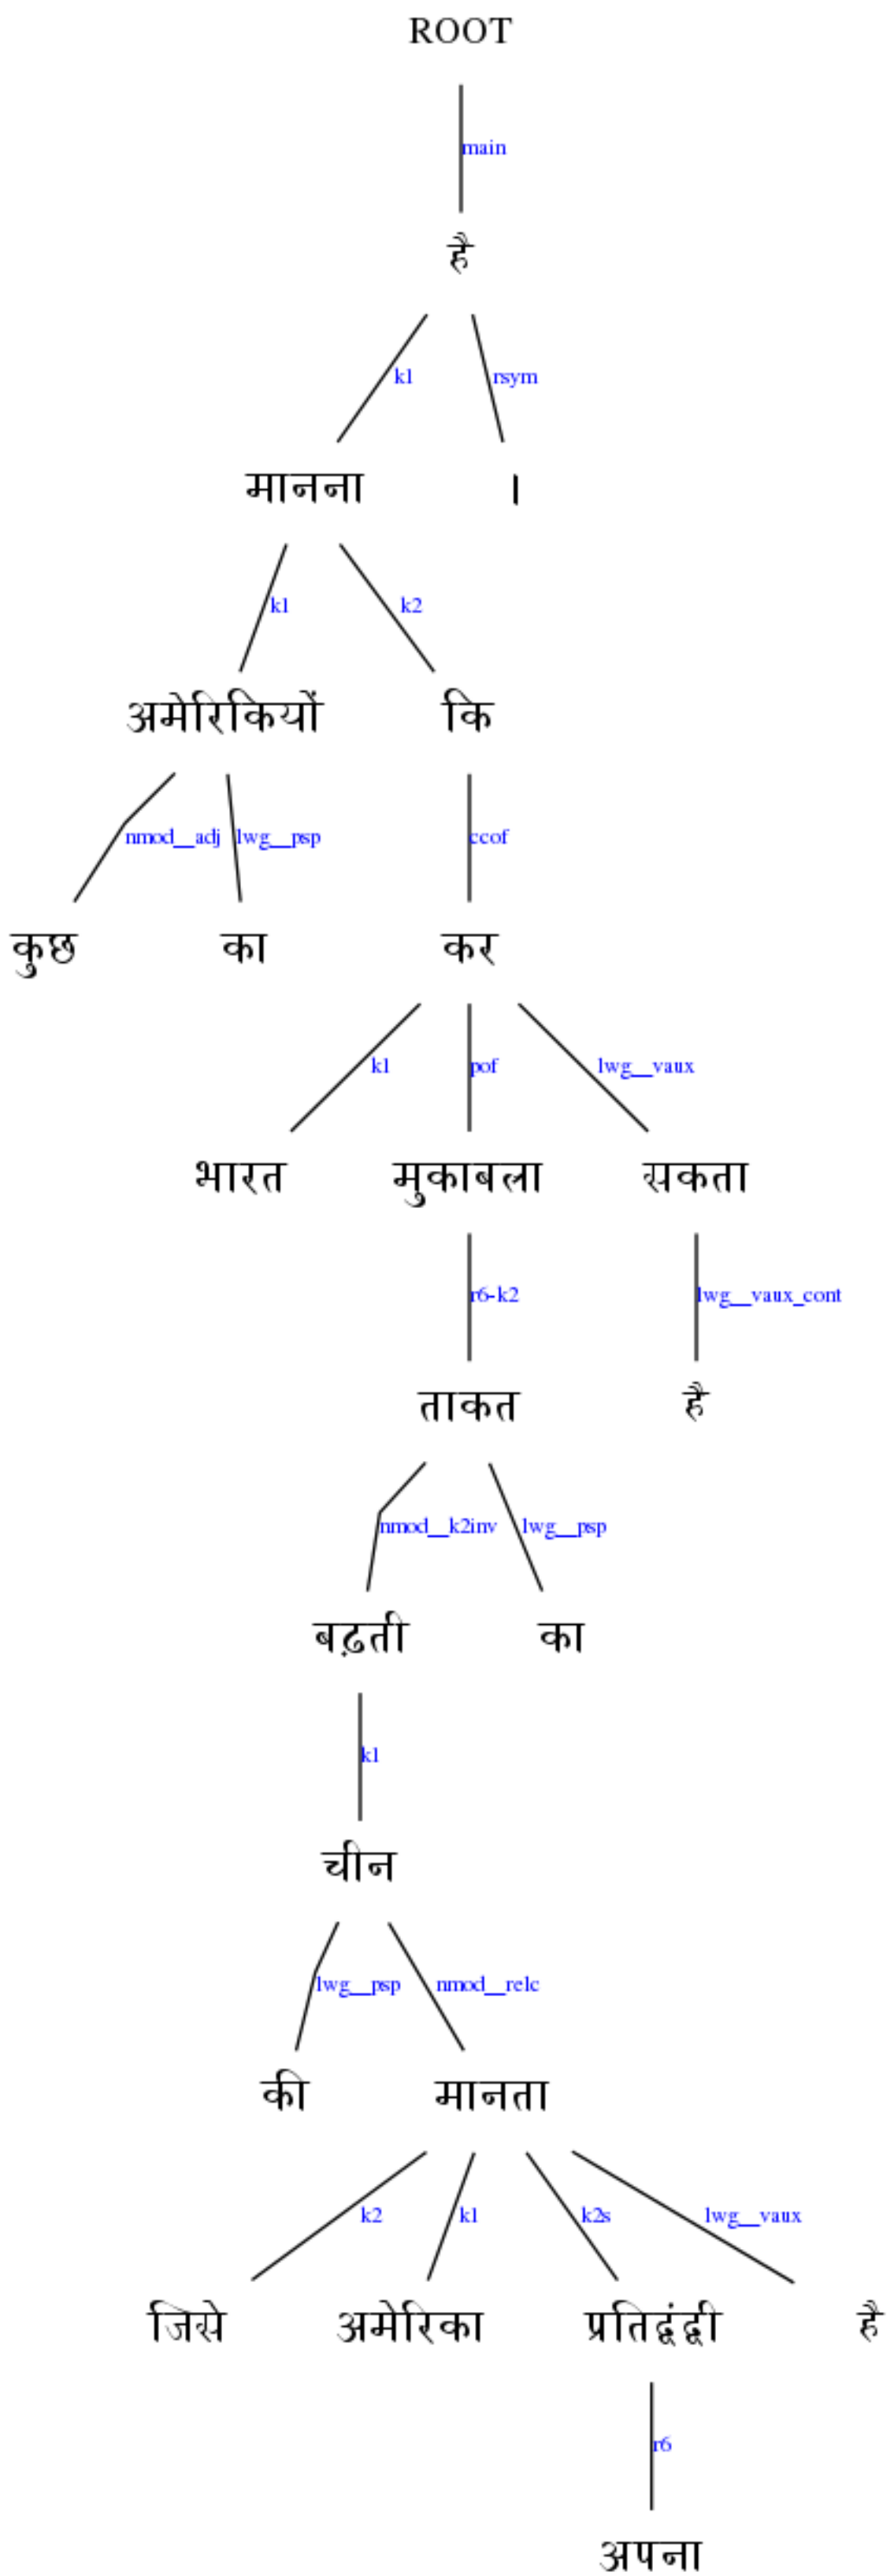 ROOT
main
है
k1 rsym
मानना ।
k1 k2
अमेरिकियों कि
nmod__adj lwg__psp ccof
कुछ का कर
k1 pof lwg__vaux
भारत मुकाबला सकता
r6-k2 lwg__vaux_cont
ताकत है
nmod__k2inv lwg__psp
बढ़ती का
k1
चीन
lwg__psp nmod__relc
की मानता
k2 k1 k2s lwg__vaux
जिसे अमेरिका प्रतिद्वंद्वी है
r6
अपना